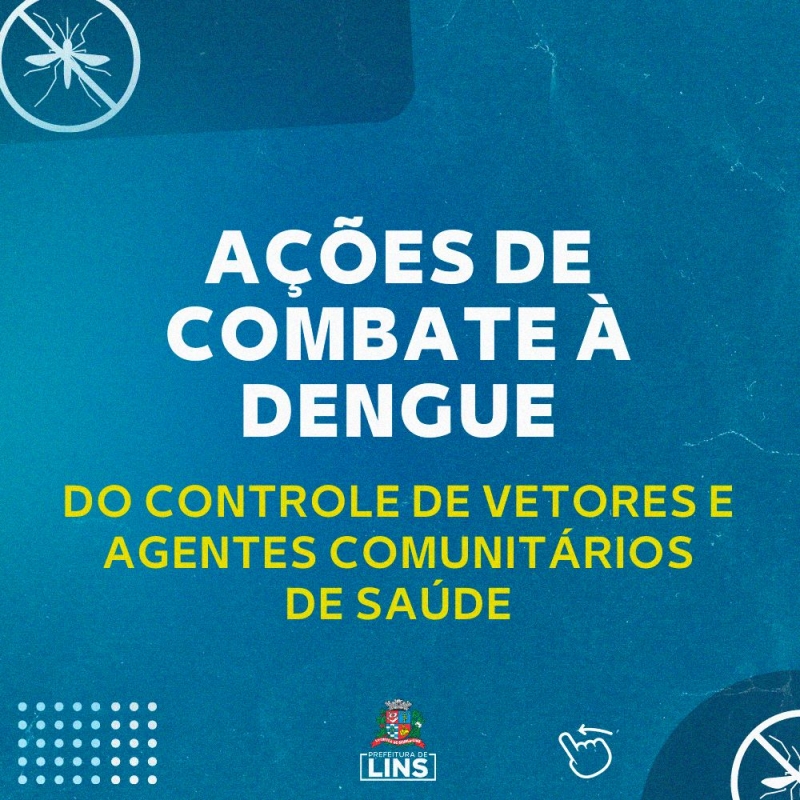 AÇÕES DE
COMBATE À
DENGUE
DO CONTROLE DE VETORES E
AGENTES COMUNITÁRIOS
DE SAÚDE
PREFEITURA DE
LINS